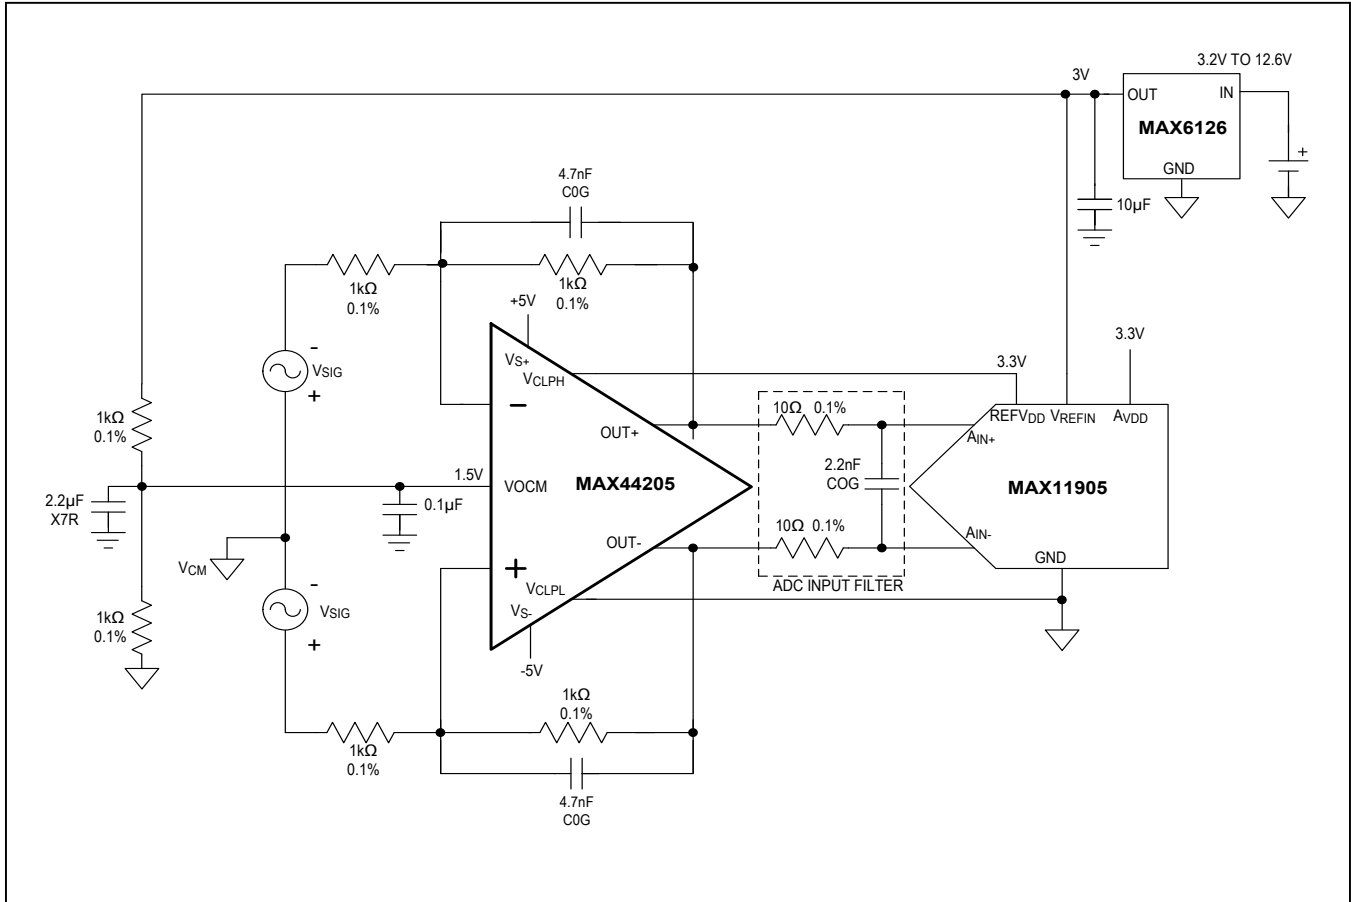 3.2V TO 12.6V
3V
OUT
IN
MAX6126
GND
+
10µF
4.7nF
C0G
1kΩ
0.1%
1kΩ
0.1%
+5V
VS+
VCLPH
3.3V
3.3V
-
VSIG
+
1kΩ
0.1%
−
OUT+
10Ω 0.1%
REFVDD
VREFIN
AVDD
AIN+
2.2nF
COG
1.5V
VOCM
MAX44205
MAX11905
2.2µF
X7R
0.1µF
VCM
OUT-
10Ω 0.1%
AIN-
GND
+
VCLPL
VS-
ADC INPUT FILTER
-
VSIG
+
1kΩ
0.1%
-5V
1kΩ
0.1%
1kΩ
0.1%
4.7nF
C0G